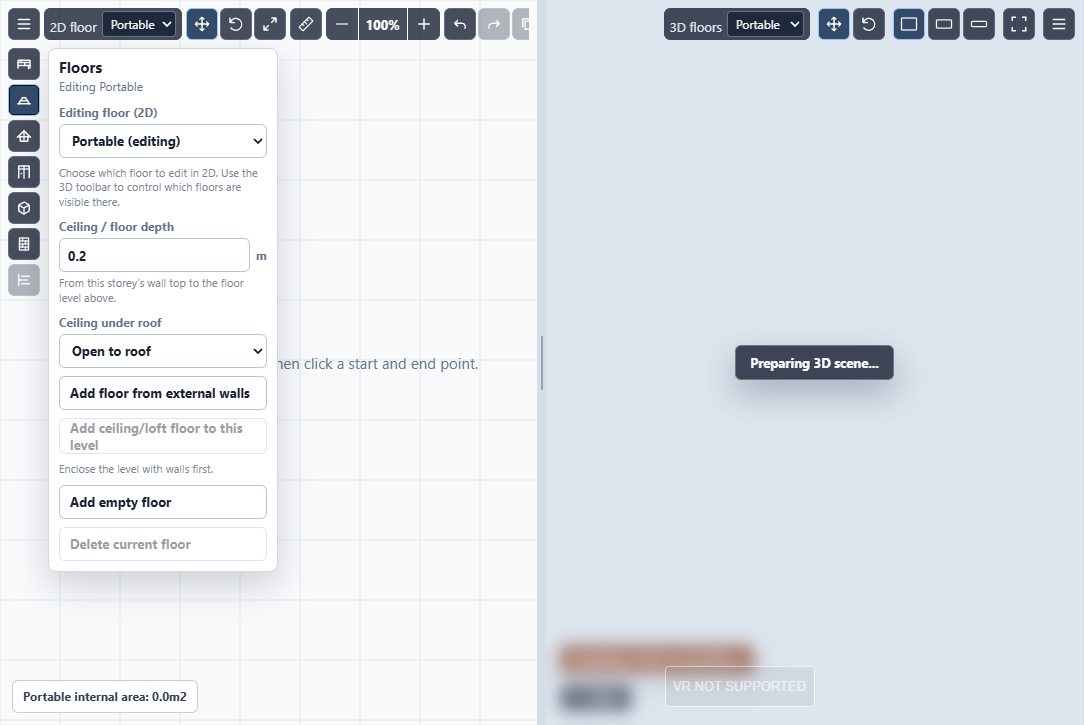 2D floor
Portable
100%
3D floors
Portable
Floors
Editing Portable
Editing floor (2D)
Portable (editing)
Choose which floor to edit in 2D. Use the
3D toolbar to control which floors are
visible there.
Ceiling / floor depth
0.2
m
From this storey's wall top to the floor
level above.
Ceiling under roof
Open to roof
hen click a start and end point.
Add floor from external walls
Add ceiling/loft floor to this
level
Enclose the level with walls first.
Add empty floor
Delete current floor
Preparing 3D scene...
VR NOT SUPPORTED
Portable internal area: 0.0m2